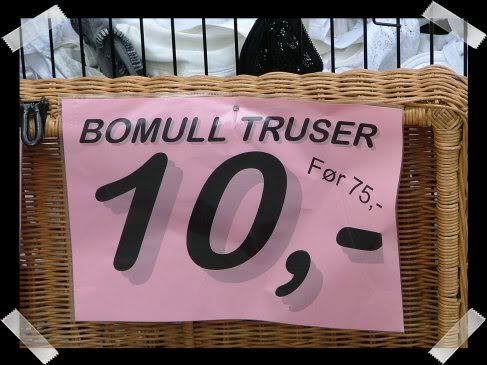 BOMULL TRUSER
Før 75,-
10,-